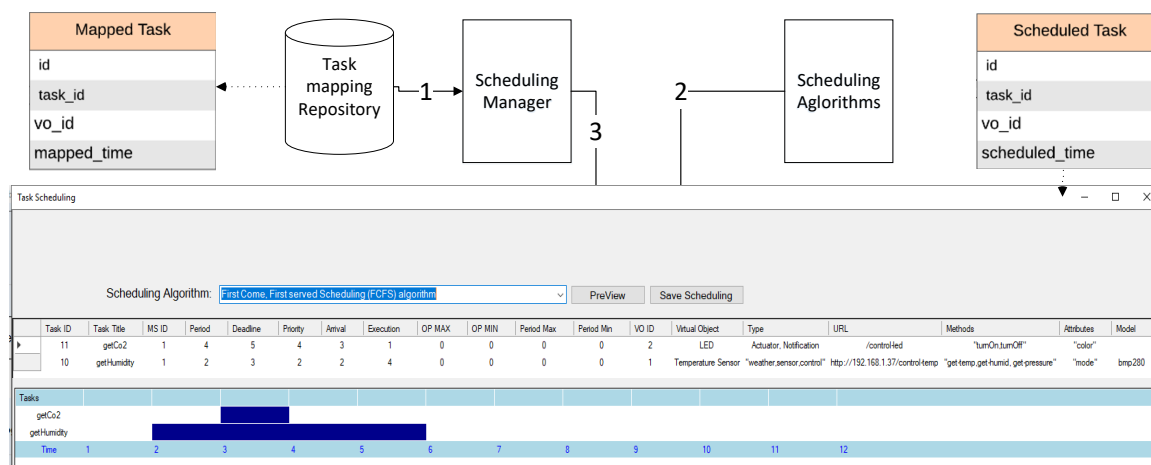 Mapped Task
id
task_id
vo_id
mapped_time
Task
mapping
Repository
1
Scheduling
Manager
3
2
Scheduling
Aglorithms
Scheduled Task
id
task_id
vo_id
scheduled_time
Task Scheduling
Scheduling Algorithm: First Come, First served Scheduling (FCFS) algorithm PreView Save Scheduling
Task ID Task Title MS ID Period Deadline Priority Arrival Execution OP MAX OP MIN Period Max Period Min VO ID Virtual Object Type URL Methods Attributes Model
11 getCo2 1 4 5 4 3 1 0 0 0 0 2 LED Actuator, Notification /control-led "turnOn,turnOff" "color"
10 getHumidity 1 2 3 2 2 4 0 0 0 0 1 Temperature Sensor "weather,sensor,control" http://192.168.1.37/control-temp "get-temp,get-humid, get-pressure" "mode" bmp280
Tasks
getCo2
getHumidity
Time 1 2 3 4 5 6 7 8 9 10 11 12